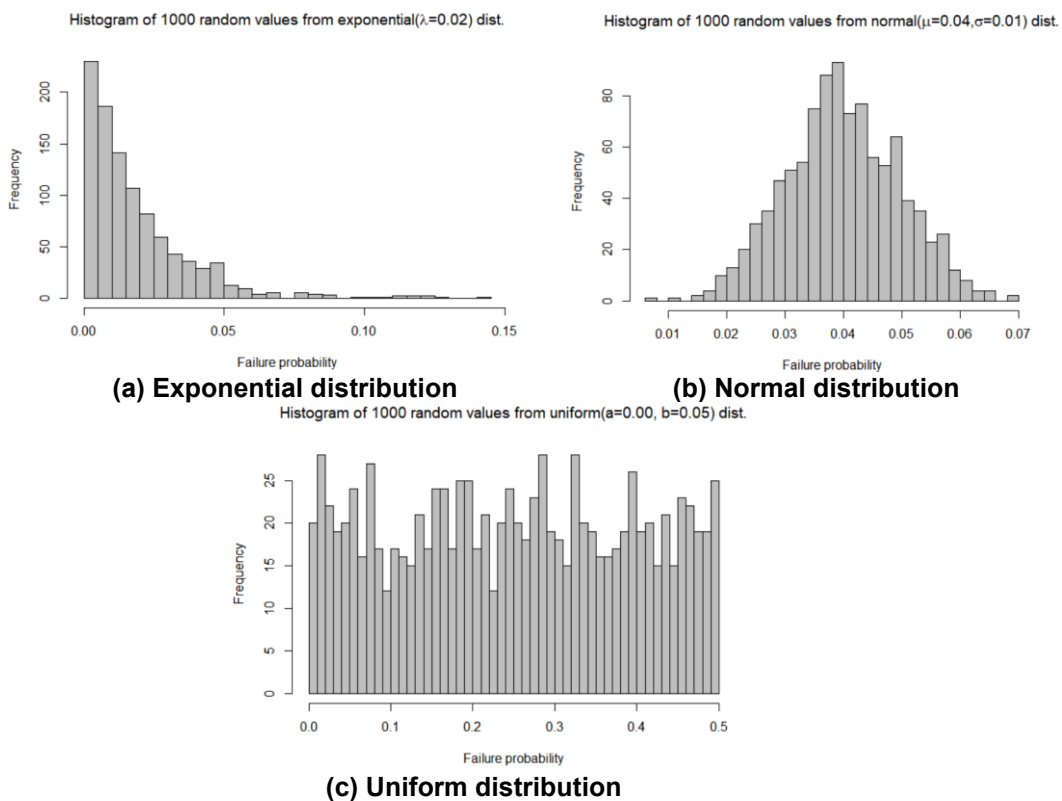 Histogram of 1000 random values from exponential(λ=0.02) dist.
Frequency
0 50 100 150 200
0.00 0.05 0.10 0.15
Failure probability
(a) Exponential distribution
Histogram of 1000 random values from normal(μ=0.04,σ=0.01) dist.
Frequency
0 20 40 60 80
0.01 0.02 0.03 0.04 0.05 0.06 0.07
Failure probability
(b) Normal distribution
Histogram of 1000 random values from uniform(a=0.00, b=0.05) dist.
Frequency
0 5 10 15 20 25
0.0 0.1 0.2 0.3 0.4 0.5
Failure probability
(c) Uniform distribution